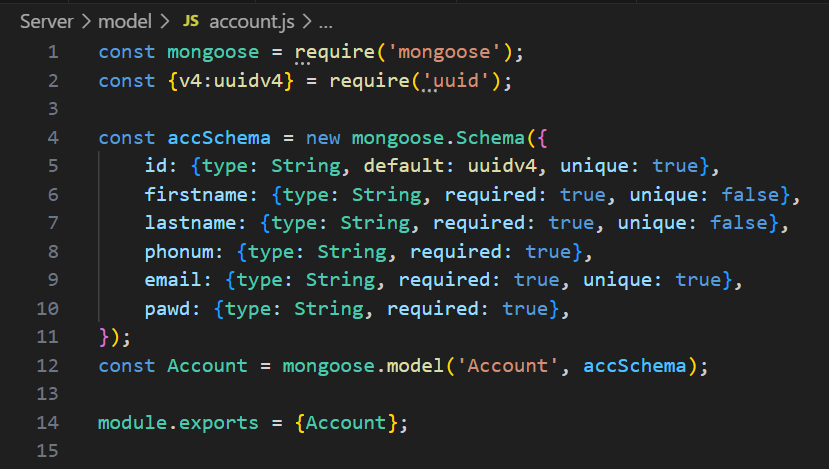 Server > model > JS account.js > ...
1 const mongoose = require('mongoose');
2 const {v4:uuidv4} = require('uuid');
3
4 const accSchema = new mongoose.Schema({
5     id: {type: String, default: uuidv4, unique: true},
6     firstname: {type: String, required: true, unique: false},
7     lastname: {type: String, required: true, unique: false},
8     phonum: {type: String, required: true},
9     email: {type: String, required: true, unique: true},
10     pawd: {type: String, required: true},
11 });
12 const Account = mongoose.model('Account', accSchema);
13
14 module.exports = {Account};
15